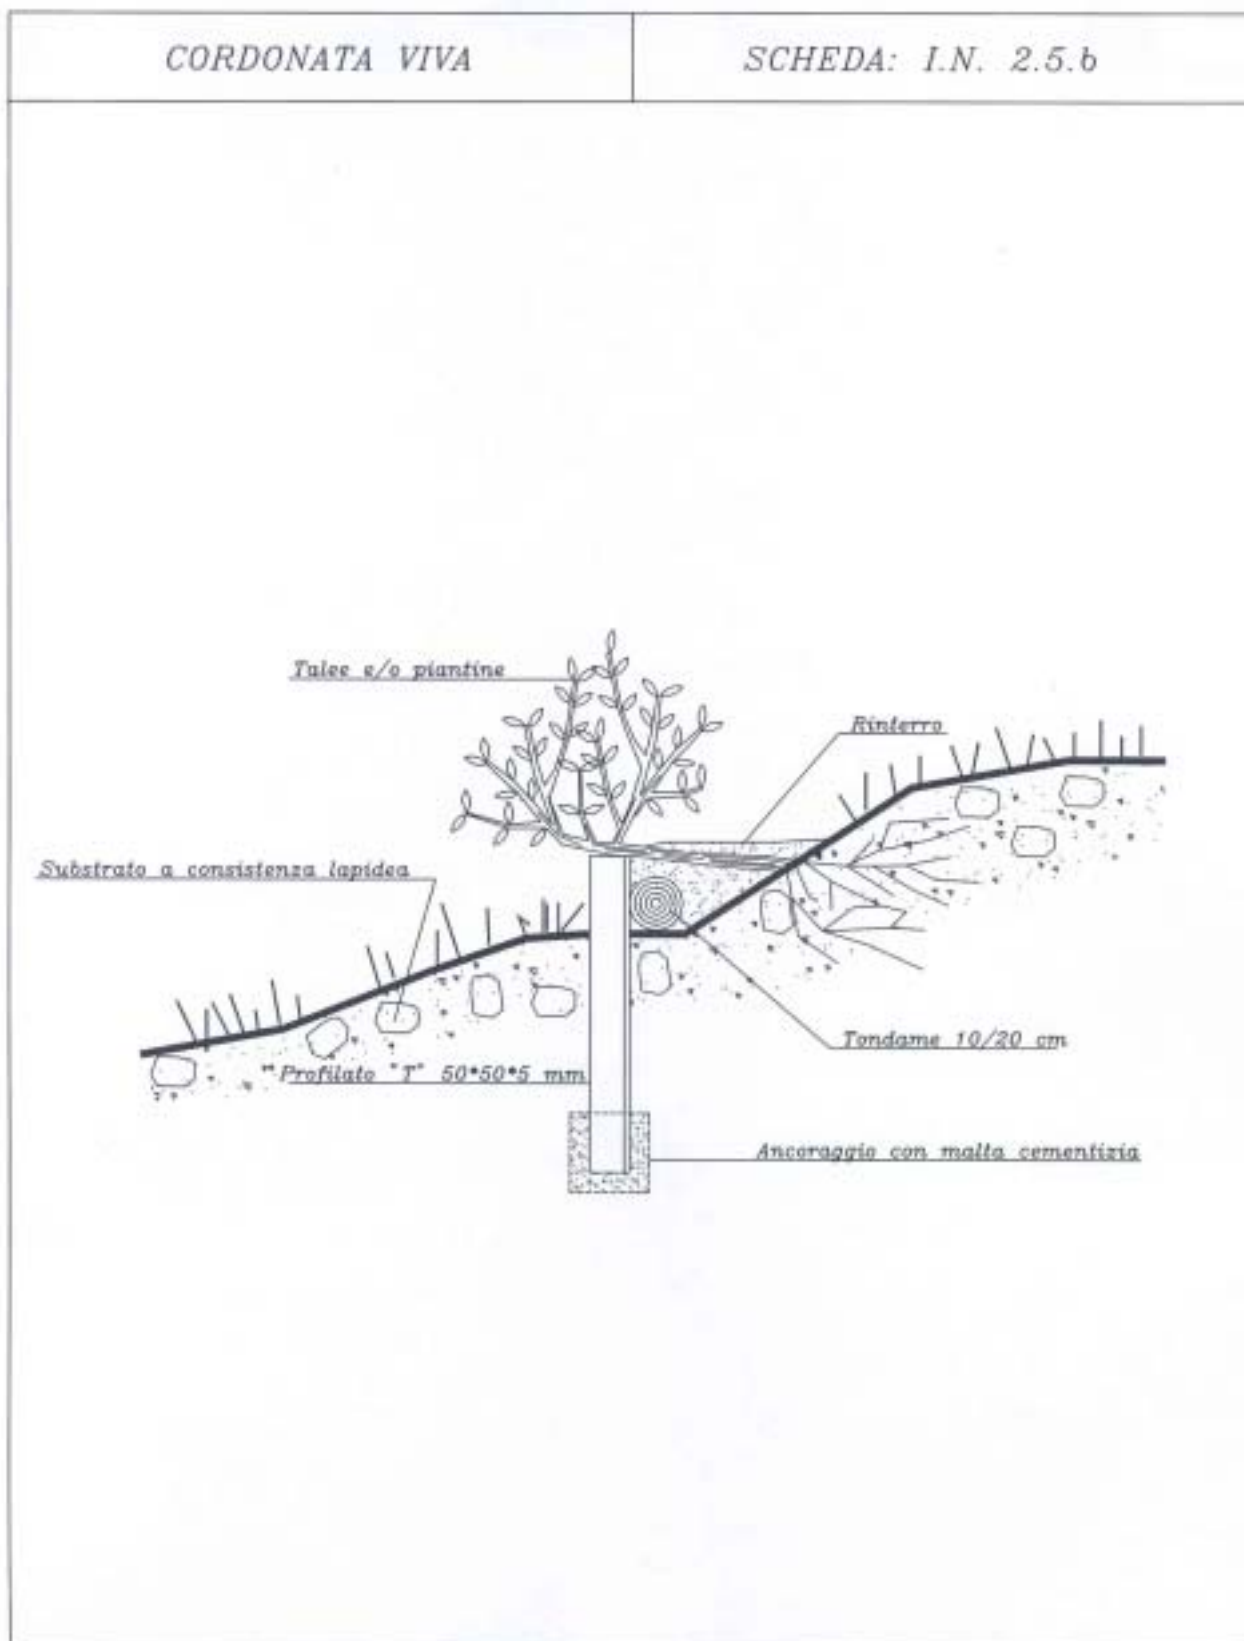 CORDONATA VIVA
SCHEDA: I.N. 2.5.b
Talee e/o piantine
Rinterro
Substrato a consistenza lapidea
Tondame 10/20 cm
Profilato "T" 50*50*5 mm
Ancoraggio con malta cementizia